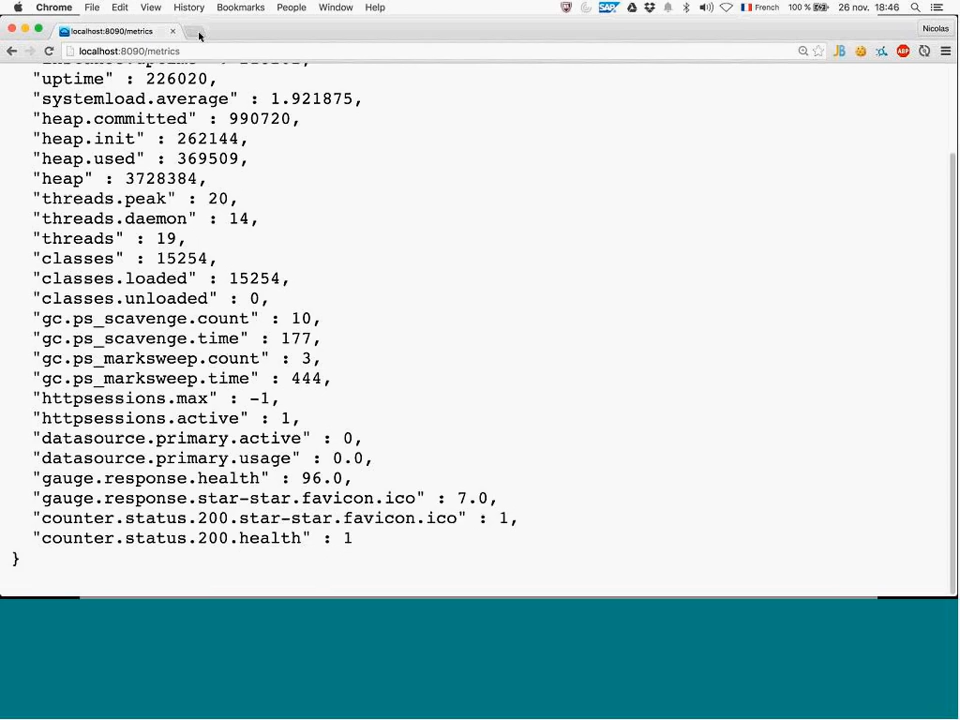 Chrome File Edit View History Bookmarks People Window Help SAP French 100 % 26 nov. 18:46
localhost:8090/metrics Nicolas
localhost:8090/metrics JB ABP
"uptime" : 226020,
"systemload.average" : 1.921875,
"heap.committed" : 990720,
"heap.init" : 262144,
"heap.used" : 369509,
"heap" : 3728384,
"threads.peak" : 20,
"threads.daemon" : 14,
"threads" : 19,
"classes" : 15254,
"classes.loaded" : 15254,
"classes.unloaded" : 0,
"gc.ps_scavenge.count" : 10,
"gc.ps_scavenge.time" : 177,
"gc.ps_marksweep.count" : 3,
"gc.ps_marksweep.time" : 444,
"httpsessions.max" : -1,
"httpsessions.active" : 1,
"datasource.primary.active" : 0,
"datasource.primary.usage" : 0.0,
"gauge.response.health" : 96.0,
"gauge.response.star-star.favicon.ico" : 7.0,
"counter.status.200.star-star.favicon.ico" : 1,
"counter.status.200.health" : 1
}